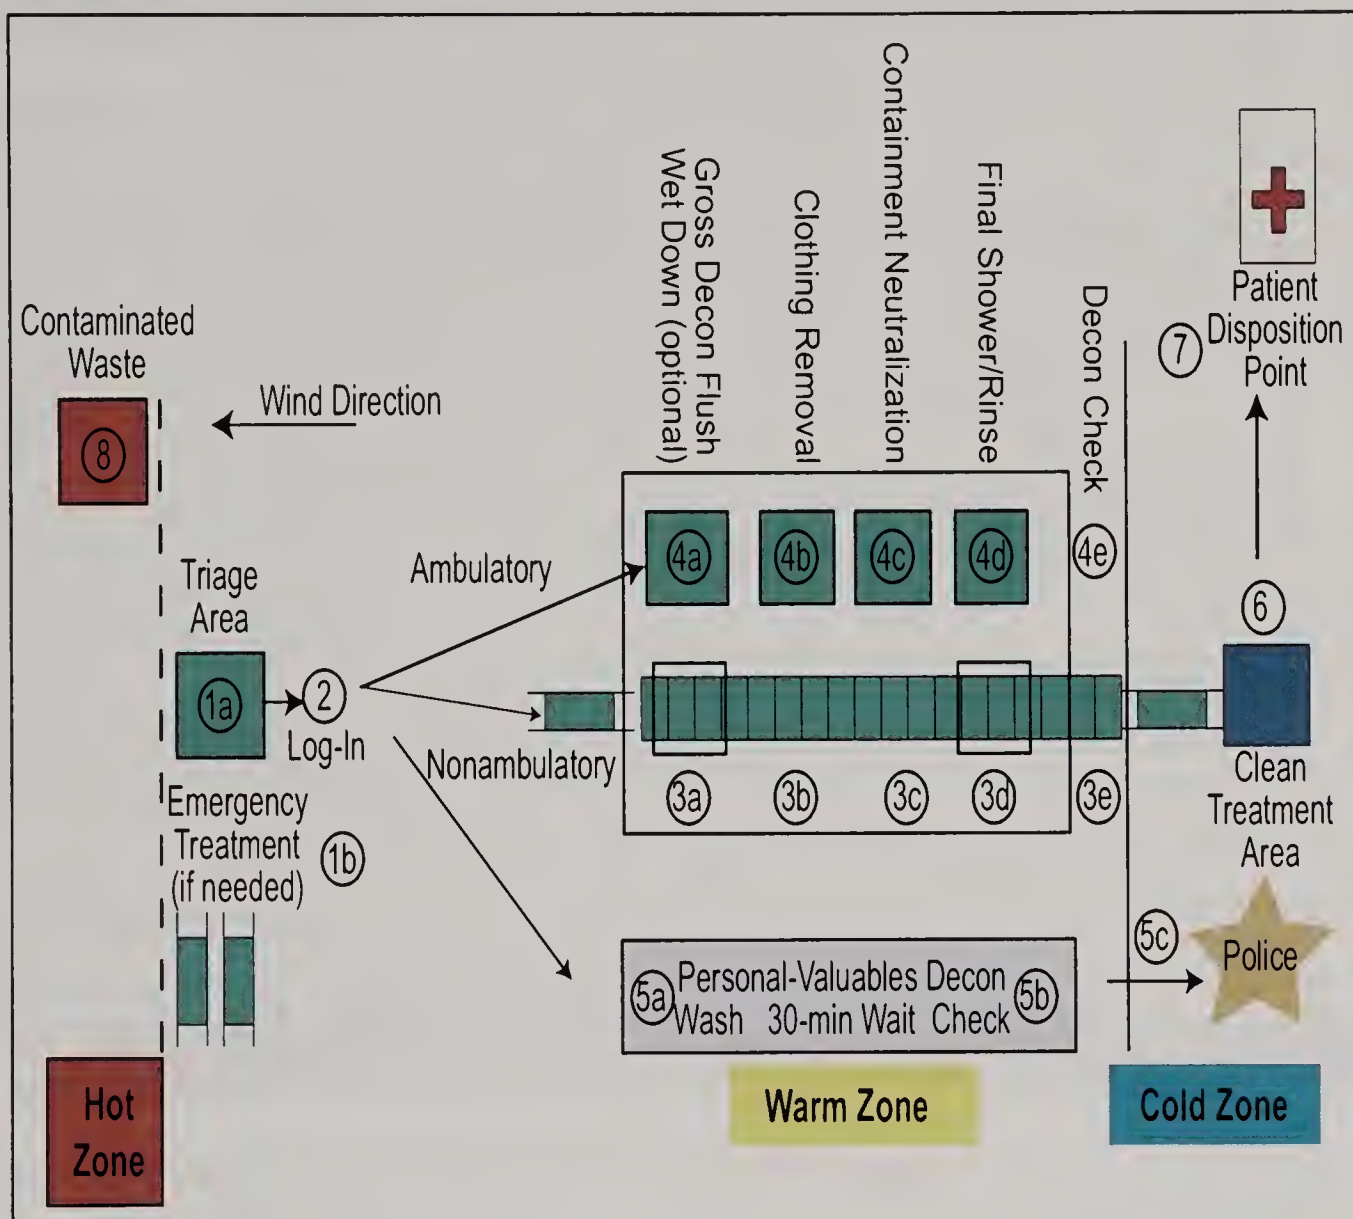 Gross Decon Flush
Wet Down (optional)
Clothing Removal
Containment Neutralization
Final Shower/Rinse
Decon Check
Patient
Disposition
Point
7
Contaminated
Waste
8
Wind Direction
Triage
Area
1a
2
Log-In
Ambulatory
Nonambulatory
4a
4b
4c
4d
4e
3a
3b
3c
3d
3e
6
Clean
Treatment
Area
Emergency
Treatment
(if needed)
1b
5a Personal-Valuables Decon 5b
Wash 30-min Wait Check
5c
Police
Hot
Zone
Warm Zone
Cold Zone